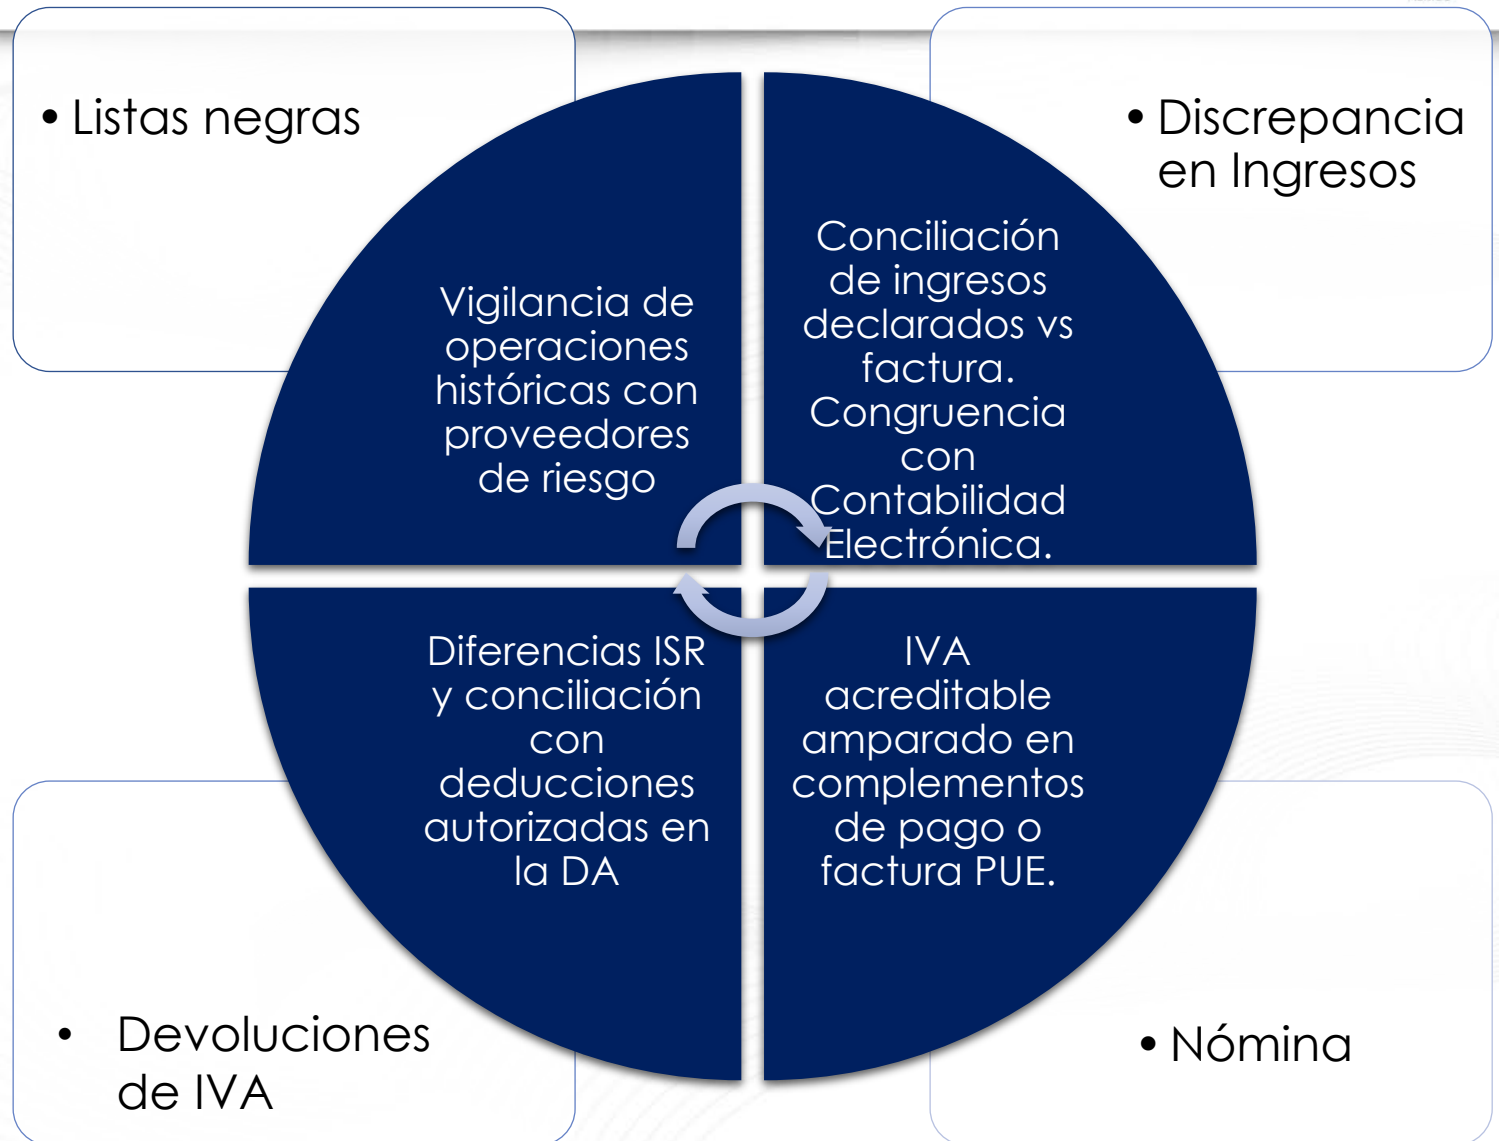 • Listas negras
• Discrepancia
en Ingresos
Vigilancia de
operaciones
históricas con
proveedores
de riesgo
Conciliación
de ingresos
declarados vs
factura.
Congruencia
con
Contabilidad
Electrónica.
Diferencias ISR
y conciliación
con
deducciones
autorizadas en
la DA
IVA
acreditable
amparado en
complementos
de pago o
factura PUE.
• Devoluciones
de IVA
• Nómina